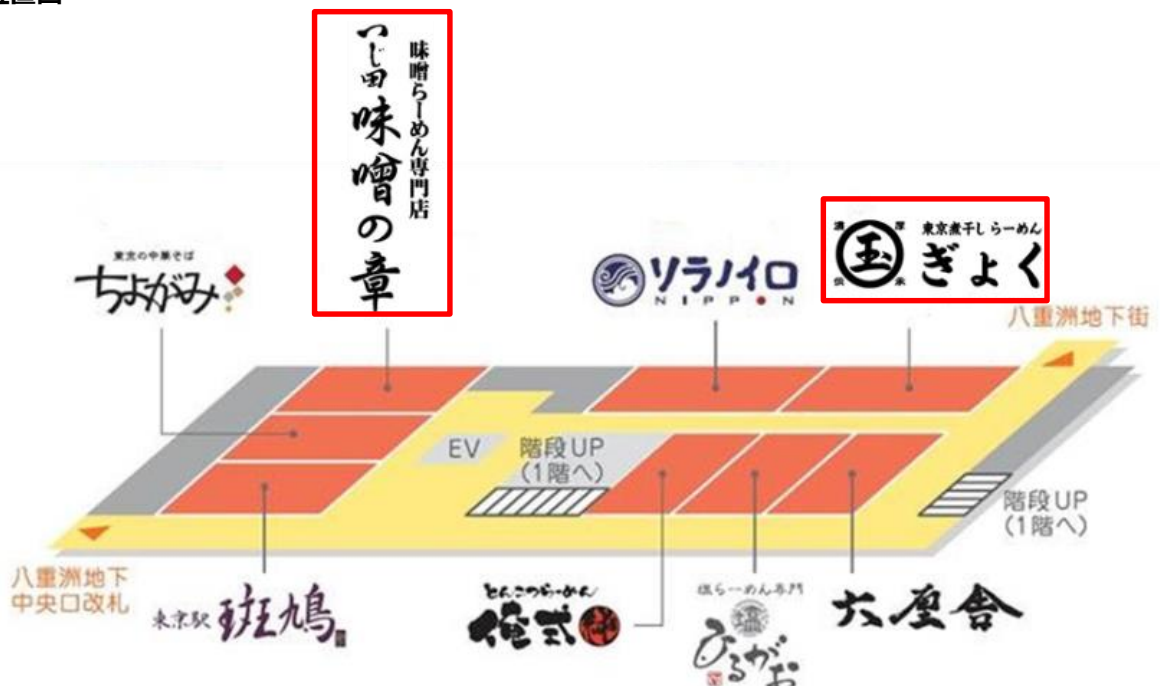 つじ田 味噌の章
味噌らーめん専門店
東京の中華そば
ちよがみ
ソラノイロ
NIPPON
濃厚
伝承
玉
東京煮干しらーめん
ぎょく
八重洲地下街
EV
階段UP
(1階へ)
階段UP
(1階へ)
八重洲地下
中央口改札
東京駅 斑鳩
とんこつらーめん
俺式
塩らーめん専門
塩
ひるがお
六厘舎